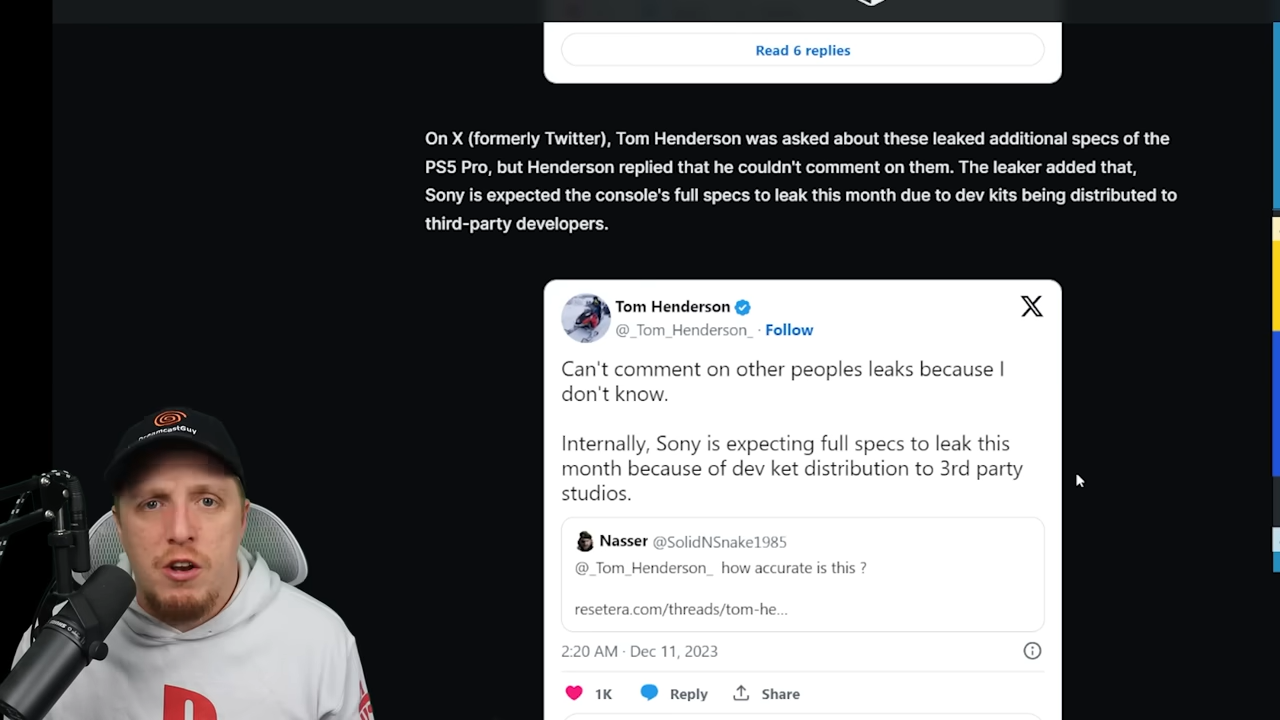 Read 6 replies
On X (formerly Twitter), Tom Henderson was asked about these leaked additional specs of the
PS5 Pro, but Henderson replied that he couldn't comment on them. The leaker added that,
Sony is expected the console's full specs to leak this month due to dev kits being distributed to
third-party developers.
Tom Henderson
@_Tom_Henderson_ · Follow
Can't comment on other peoples leaks because I
don't know.
Internally, Sony is expecting full specs to leak this
month because of dev ket distribution to 3rd party
studios.
Nasser @SolidNSnake1985
@_Tom_Henderson_ how accurate is this ?
resetera.com/threads/tom-he...
2:20 AM · Dec 11, 2023
1K Reply Share
DreamcastGuy